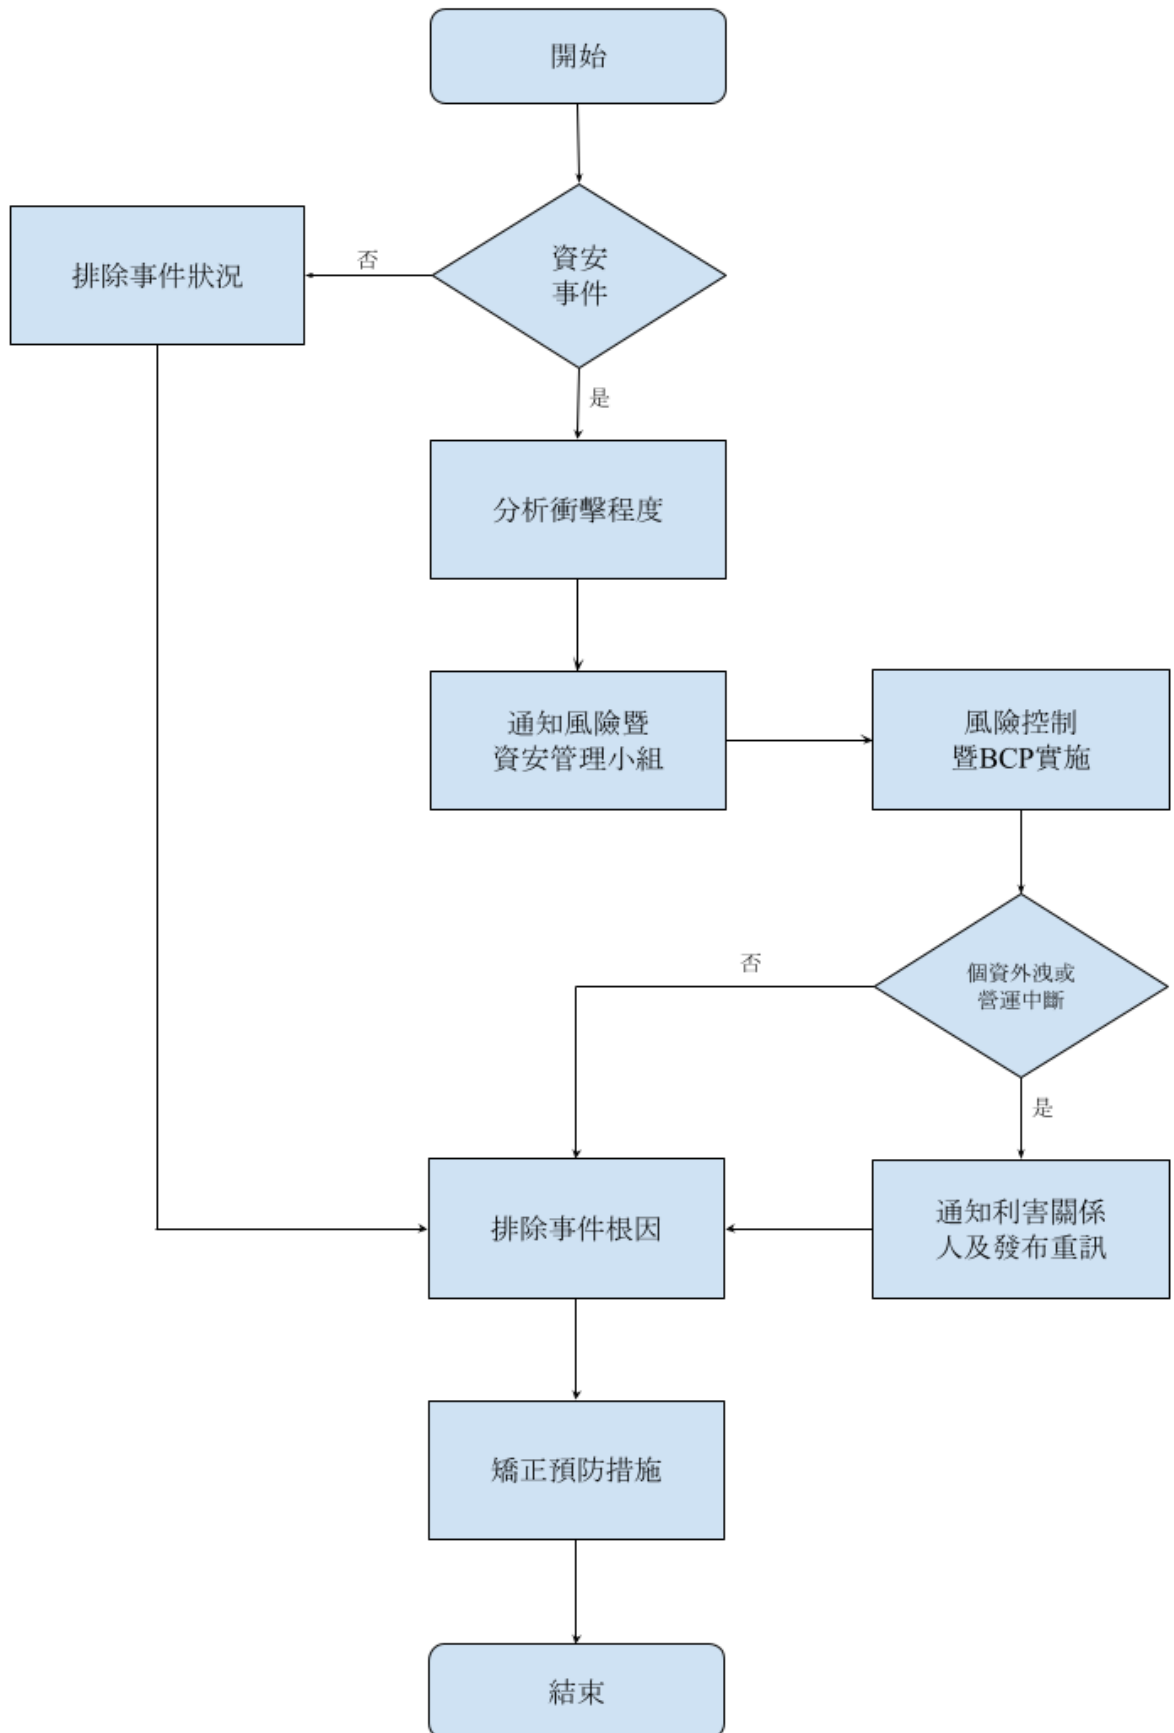 開始
資安
事件
否
排除事件狀況
是
分析衝擊程度
通知風險暨
資安管理小組
風險控制
暨BCP實施
個資外洩或
營運中斷
否
是
通知利害關係
人及發布重訊
排除事件根因
矯正預防措施
結束